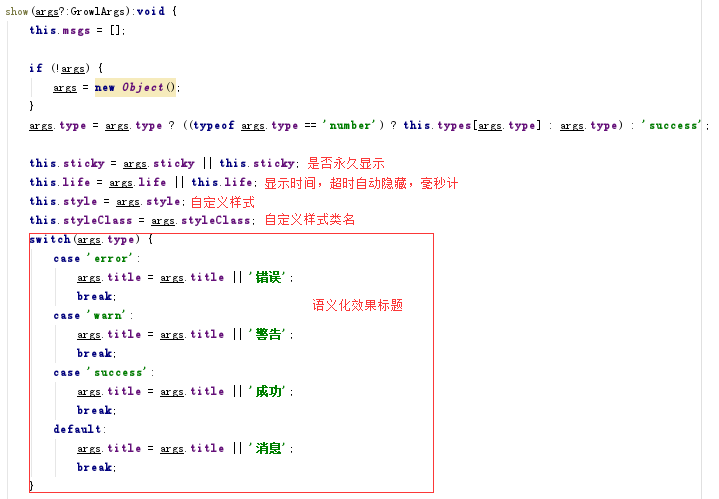 show(args?:GrowlArgs):void {
this.msgs = [];
if (!args) {
args = new Object();
}
args.type = args.type ? ((typeof args.type == 'number') ? this.types[args.type] : args.type) : 'success';
this.sticky = args.sticky || this.sticky; 是否永久显示
this.life = args.life || this.life; 显示时间，超时自动隐藏，毫秒计
this.style = args.style; 自定义样式
this.styleClass = args.styleClass; 自定义样式类名
switch(args.type) {
case 'error':
args.title = args.title || '错误';
break;
语义化效果标题
case 'warn':
args.title = args.title || '警告';
break;
case 'success':
args.title = args.title || '成功';
break;
default:
args.title = args.title || '消息';
break;
}